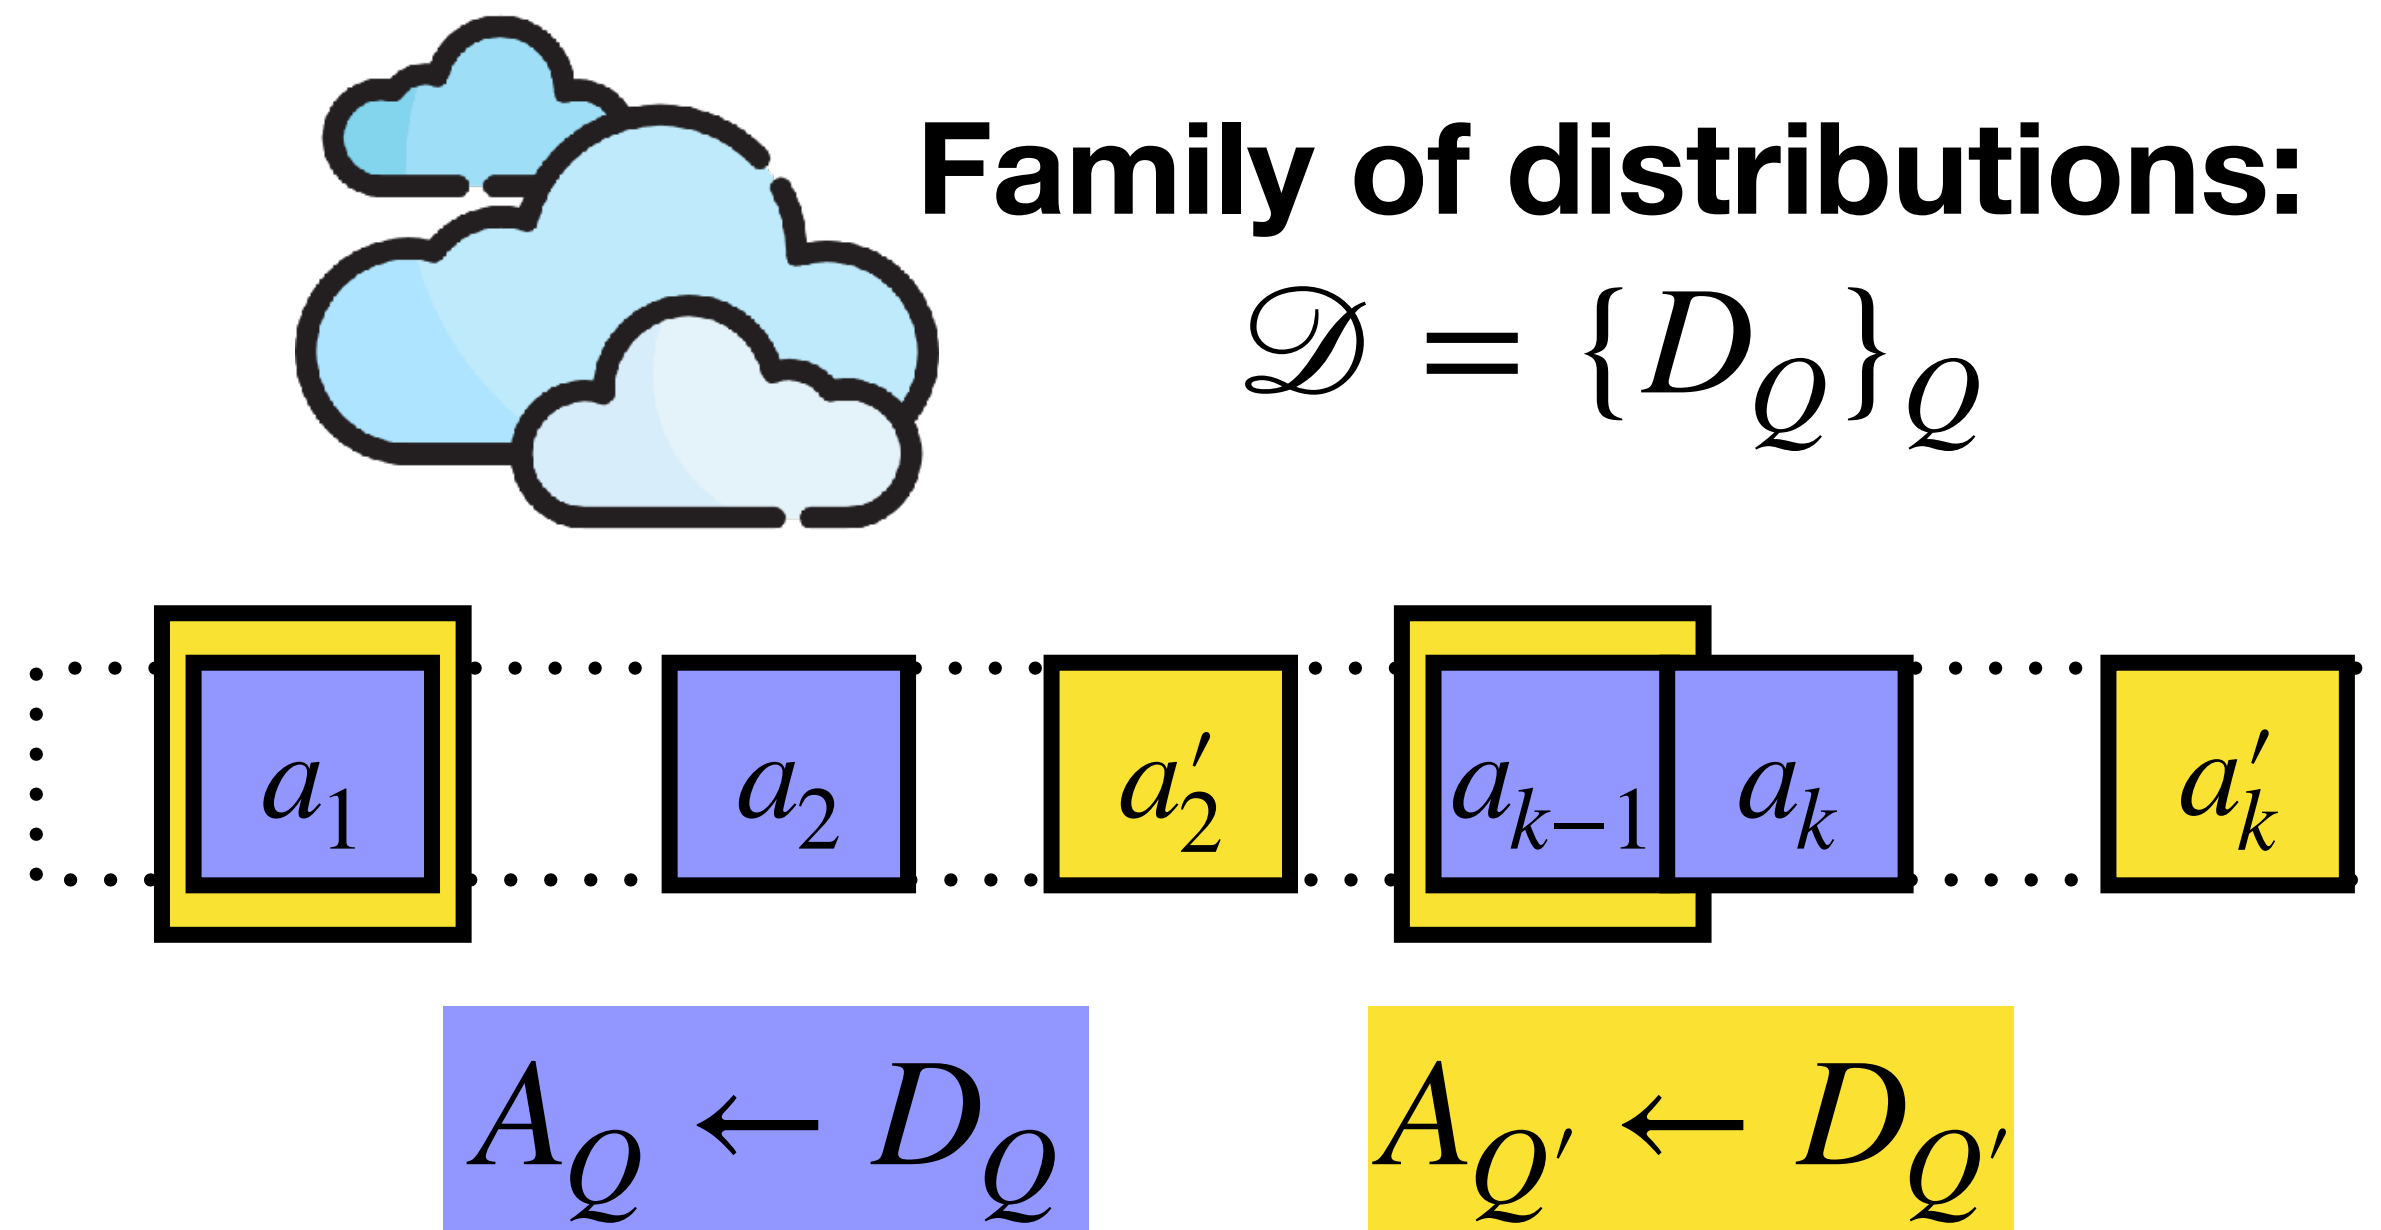 Family of distributions:
𝒟 = {D_Q}_Q
a_1 a_2 a′_2 a_{k−1} a_k a′_k
A_Q ← D_Q A_{Q′} ← D_{Q′}